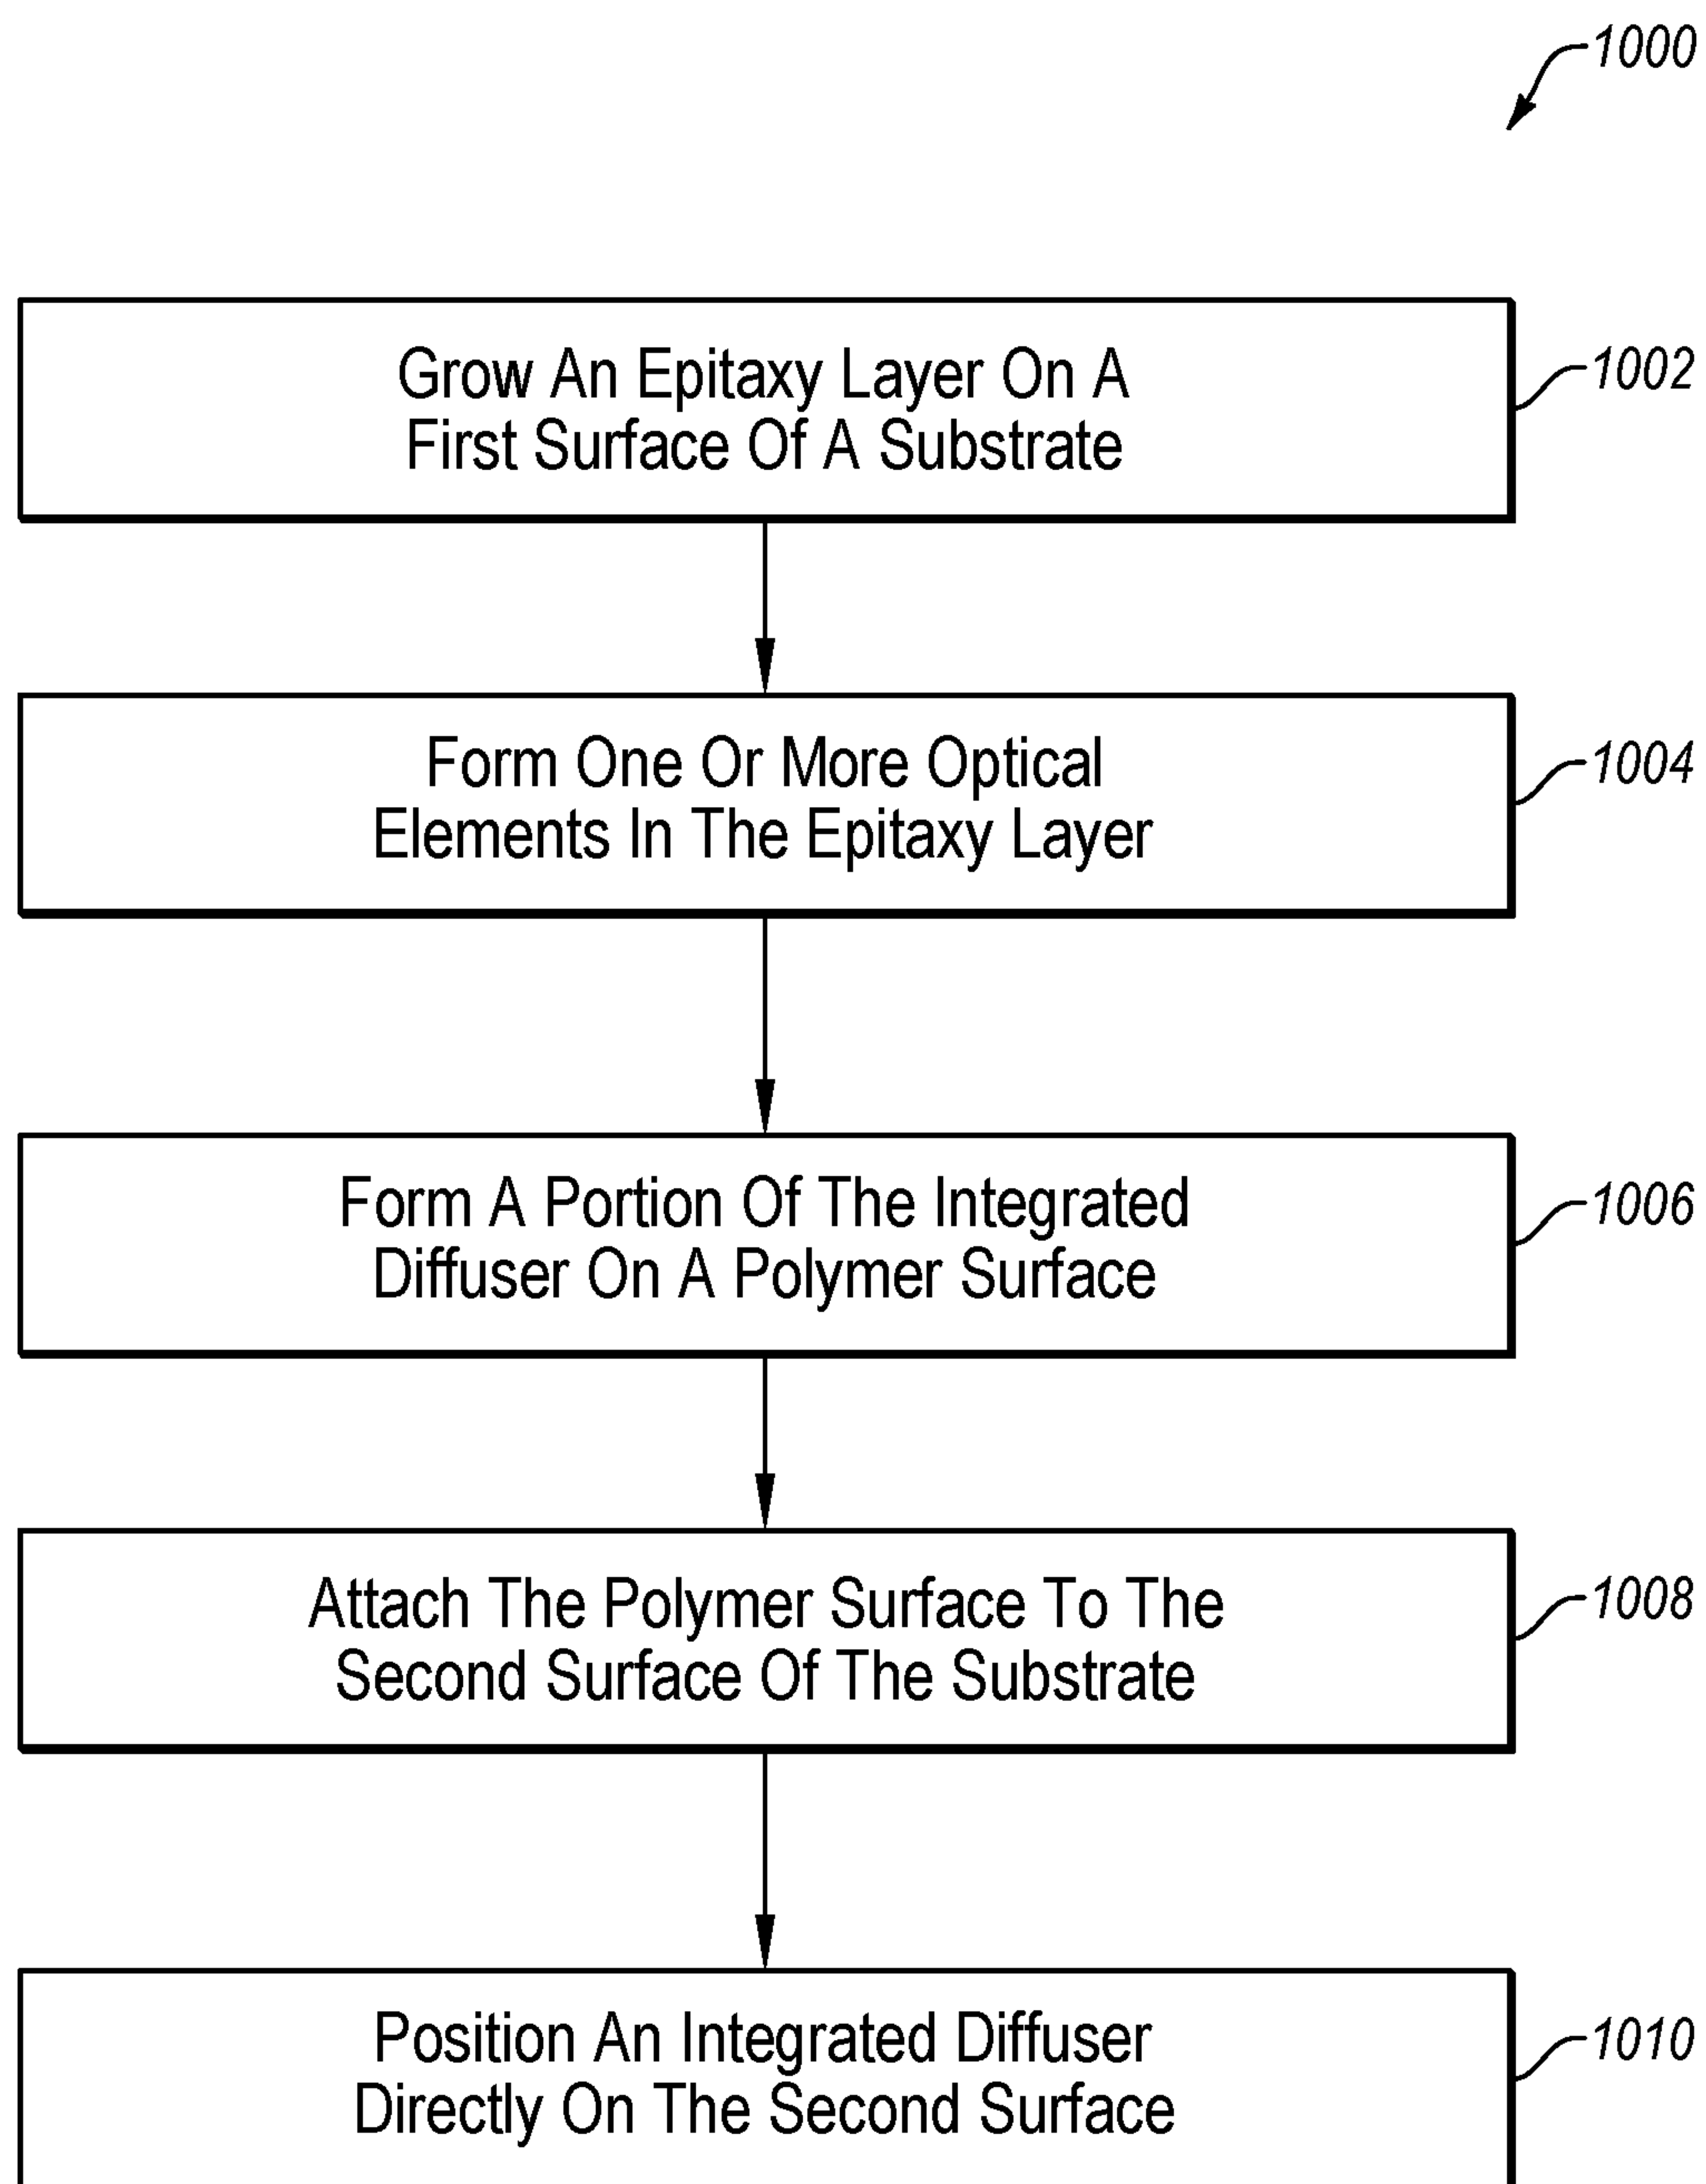 1000
Grow An Epitaxy Layer On A
First Surface Of A Substrate
1002
Form One Or More Optical
Elements In The Epitaxy Layer
1004
Form A Portion Of The Integrated
Diffuser On A Polymer Surface
1006
Attach The Polymer Surface To The
Second Surface Of The Substrate
1008
Position An Integrated Diffuser
Directly On The Second Surface
1010